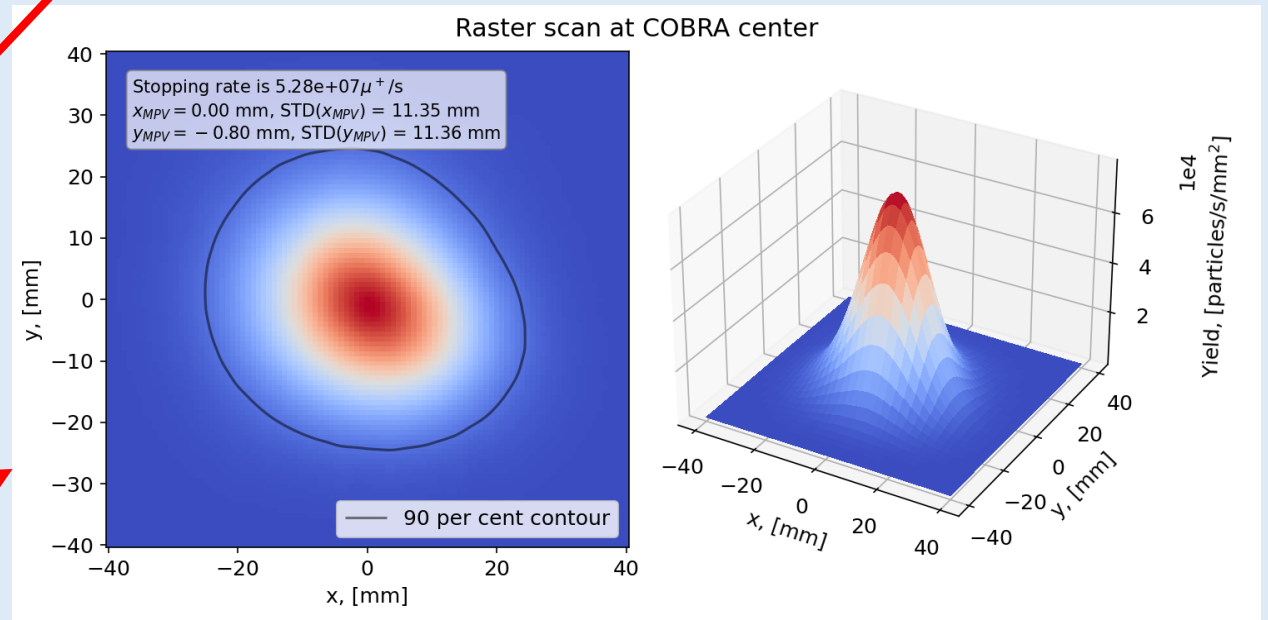 Raster scan at COBRA center
40
30
20
10
0
−10
−20
−30
−40
y, [mm]
Stopping rate is 5.28e+07μ⁺/s
x_MPV = 0.00 mm, STD(x_MPV) = 11.35 mm
y_MPV = −0.80 mm, STD(y_MPV) = 11.36 mm
90 per cent contour
−40 −20 0 20 40
x, [mm]
1e4
Yield, [particles/s/mm²]
6
4
2
−40 −20 0 20 40
x, [mm]
−40 −20 0 20 40
y, [mm]